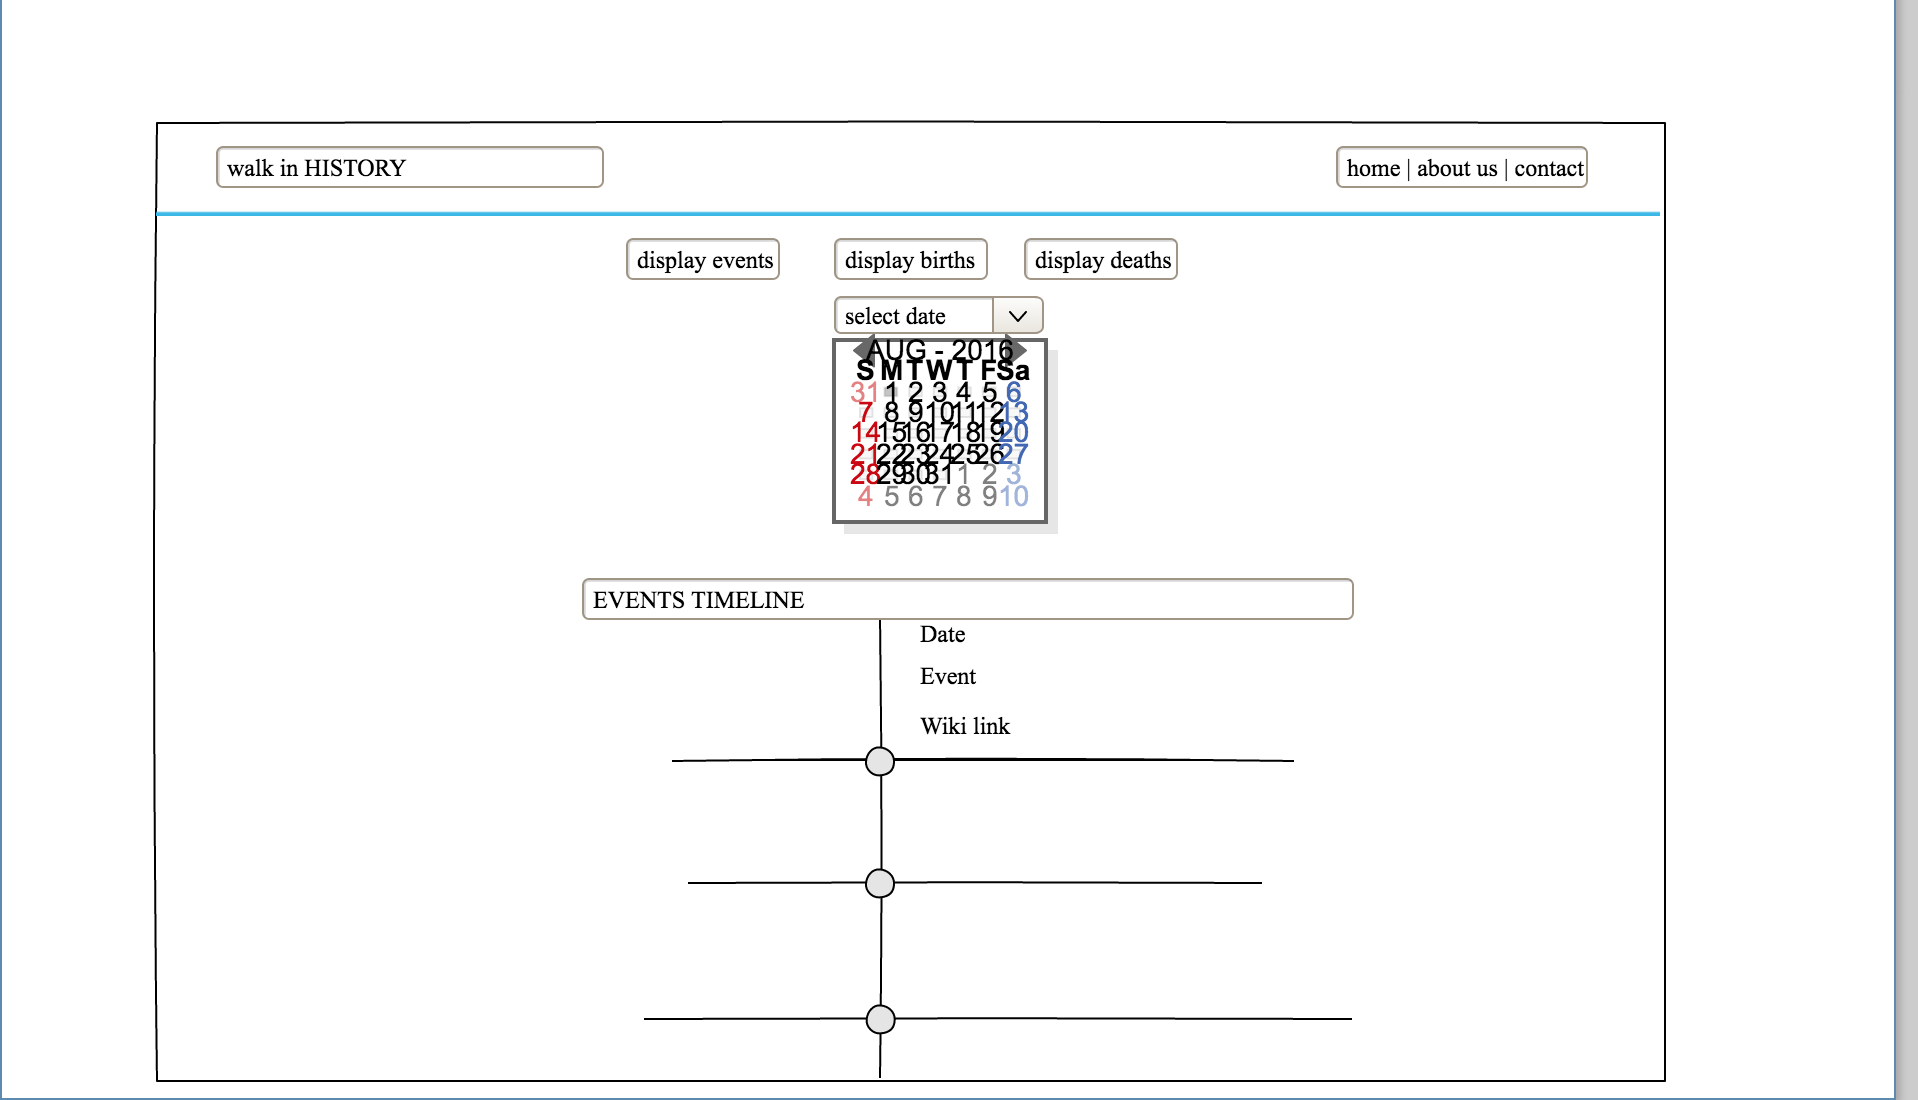 walk in HISTORY
home | about us | contact
display events
display births
display deaths
select date
AUG - 2016
S M T W T F Sa
31 1 2 3 4 5 6
7 8 9 10 11 12 13
14 15 16 17 18 19 20
21 22 23 24 25 26 27
28 29 30 31 1 2 3
4 5 6 7 8 9 10
EVENTS TIMELINE
Date
Event
Wiki link